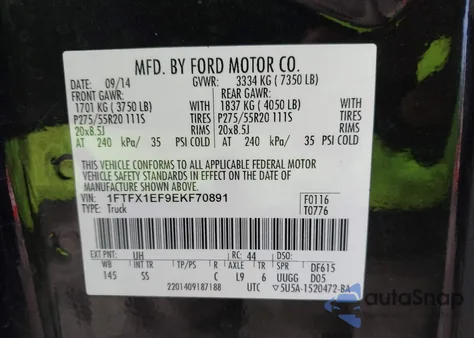 MFD. BY FORD MOTOR CO.
DATE: 09/14 GVWR: 3334 KG ( 7350 LB)
FRONT GAWR: REAR GAWR:
1701 KG ( 3750 LB) WITH 1837 KG ( 4050 LB) WITH
P275/55R20 111S TIRES P275/55R20 111S TIRES
20x8.5J RIMS 20x8.5J RIMS
AT 240 kPa/ 35 PSI COLD AT 240 kPa/ 35 PSI COLD
THIS VEHICLE CONFORMS TO ALL APPLICABLE FEDERAL MOTOR
VEHICLE SAFETY STANDARDS IN EFFECT ON THE DATE OF
MANUFACTURE SHOWN ABOVE.
VIN: 1FTFX1EF9EKF70891 F0116
TYPE: Truck T0776
EXT PNT: UH RC: 44 DSO:
WB INT TR TP/PS R AXLE TR SPR DF615
145 SS C L9 6 UUGG D05
2201409187188 UTC 5U5A-1520472-BA
autoSnap